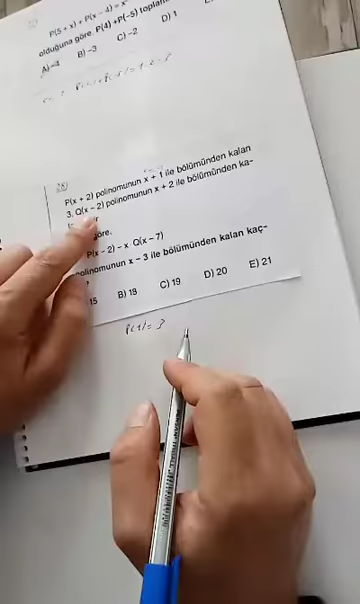 P(5 + x) + P(x − 4) = x
olduğuna göre, P(4) + P(−5) toplam
A) −4 B) −3 C) −2 D) 1
P(x + 2) polinomunun x + 1 ile bölümünden kalan
3, Q(x − 2) polinomunun x + 2 ile bölümünden ka-
göre,
P(x − 2) − x Q(x − 7)
polinomunun x − 3 ile bölümünden kalan kaç-
?
15 B) 18 C) 19 D) 20 E) 21
P(1) = 3